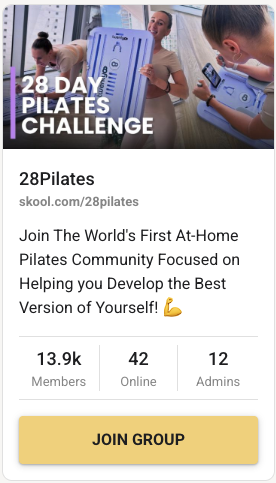 28 DAY
PILATES
CHALLENGE
28Pilates
skool.com/28pilates
Join The World's First At-Home
Pilates Community Focused on
Helping you Develop the Best
Version of Yourself! 💪
13.9k 42 12
Members Online Admins
JOIN GROUP